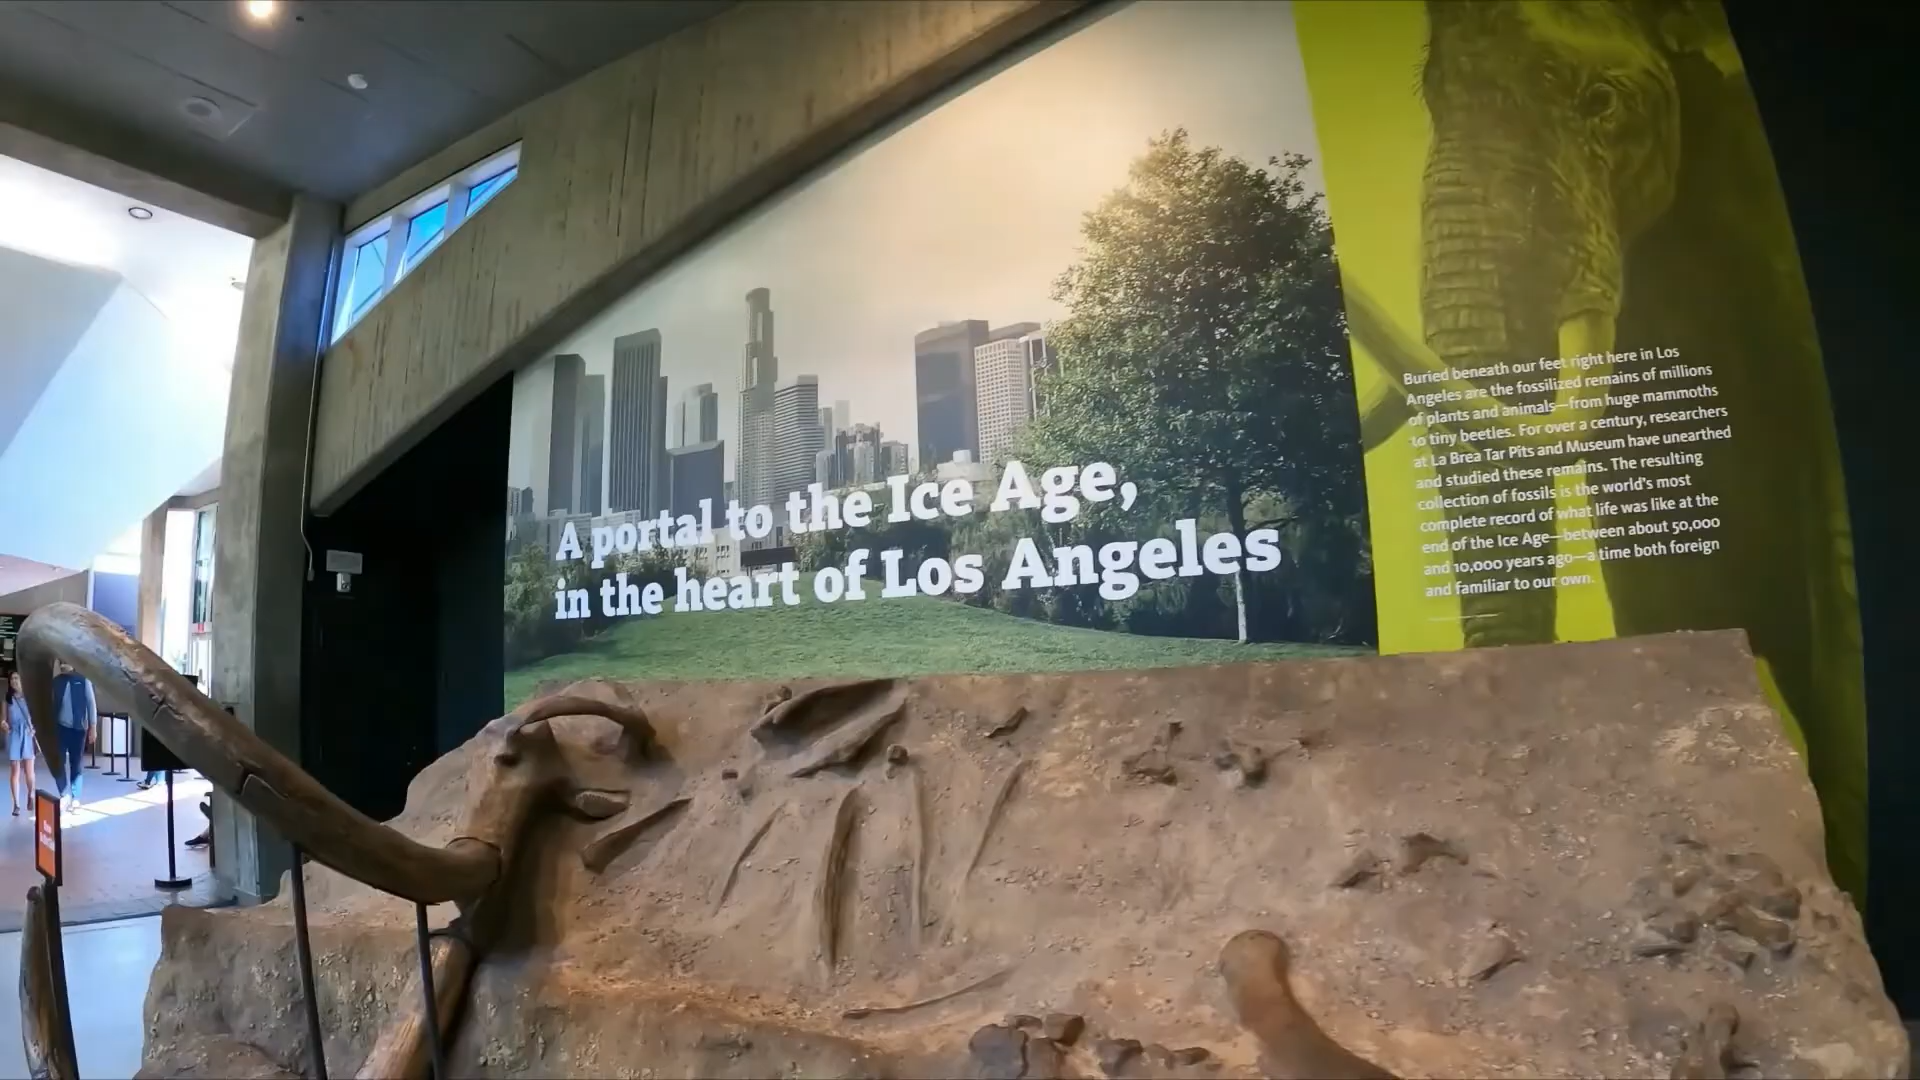 A portal to the Ice Age,
in the heart of Los Angeles
Buried beneath our feet right here in Los
Angeles are the fossilized remains of millions
of plants and animals—from huge mammoths
to tiny beetles. For over a century, researchers
at La Brea Tar Pits and Museum have unearthed
and studied these remains. The resulting
collection of fossils is the world's most
complete record of what life was like at the
end of the Ice Age—between about 50,000
and 10,000 years ago—a time both foreign
and familiar to our own.